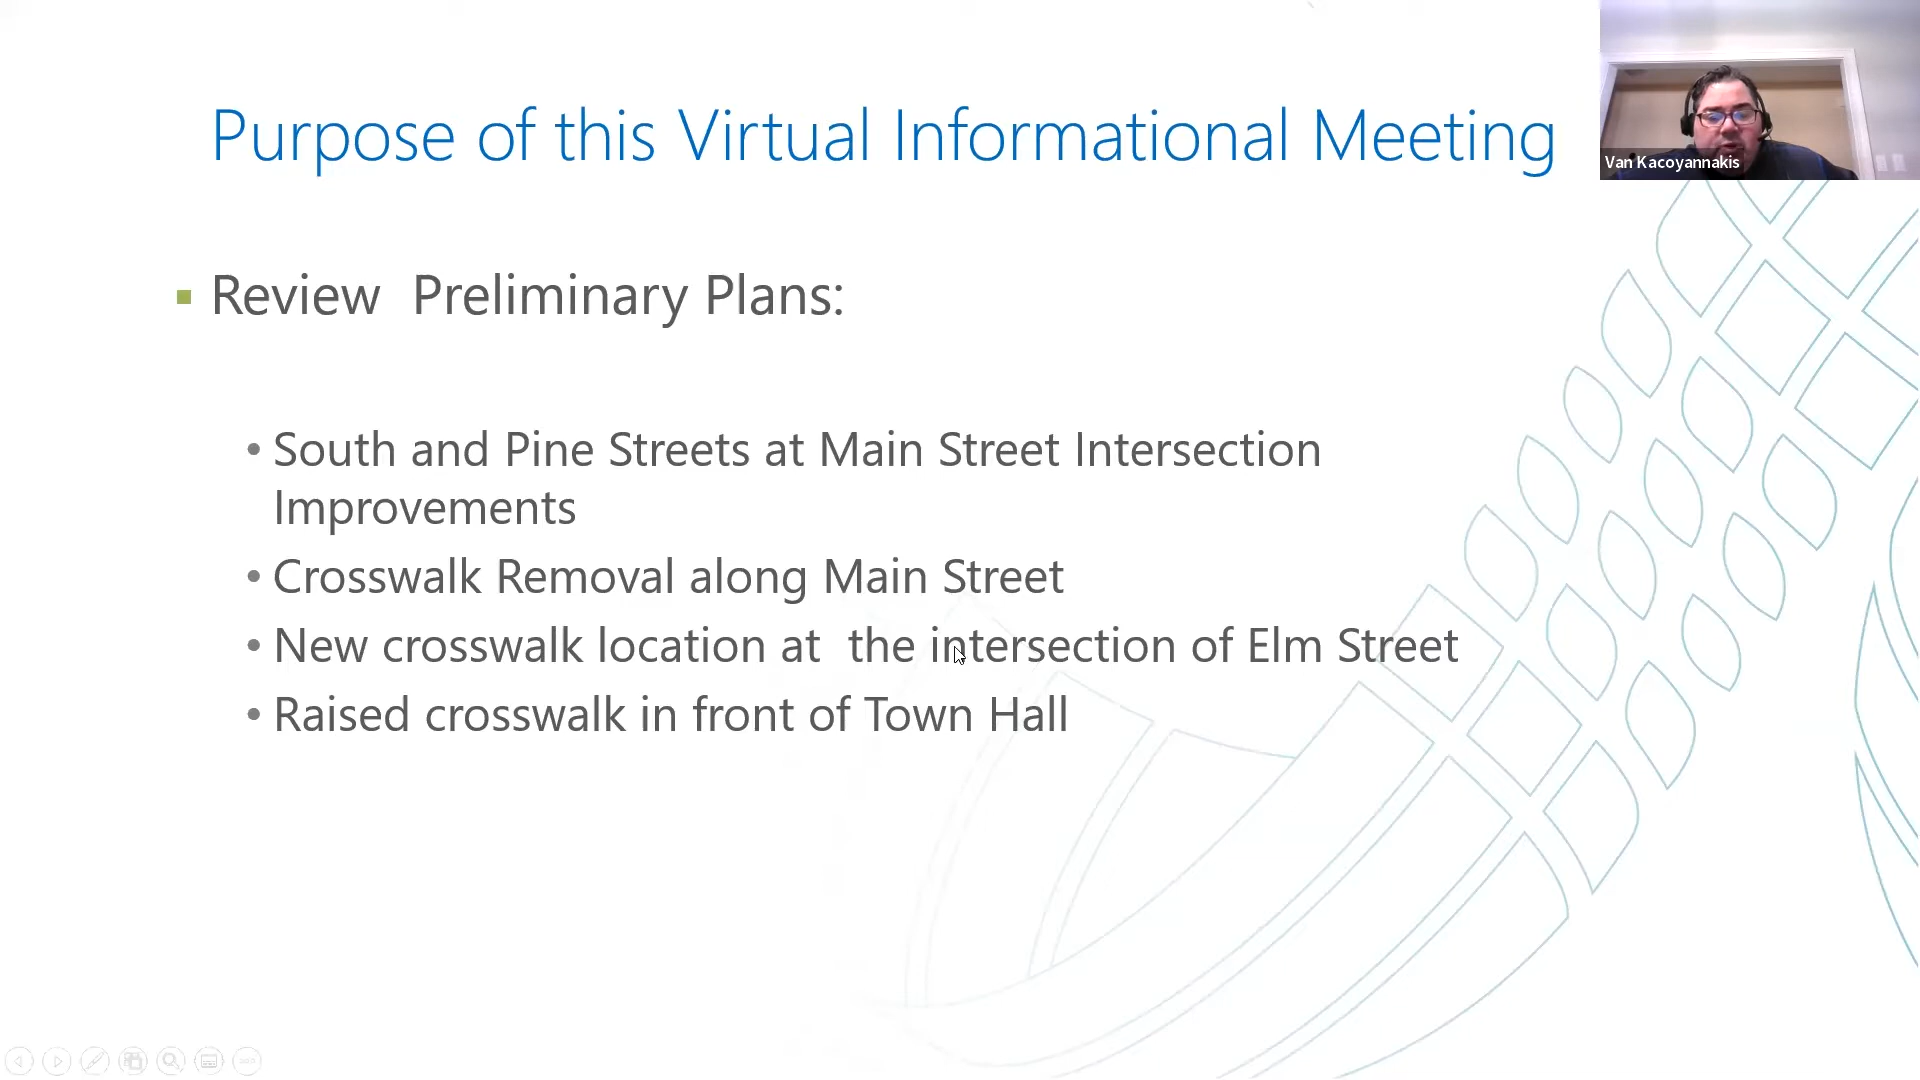 Purpose of this Virtual Informational Meeting
Van Kacoyannakis
▪ Review  Preliminary Plans:
• South and Pine Streets at Main Street Intersection
Improvements
• Crosswalk Removal along Main Street
• New crosswalk location at  the intersection of Elm Street
• Raised crosswalk in front of Town Hall